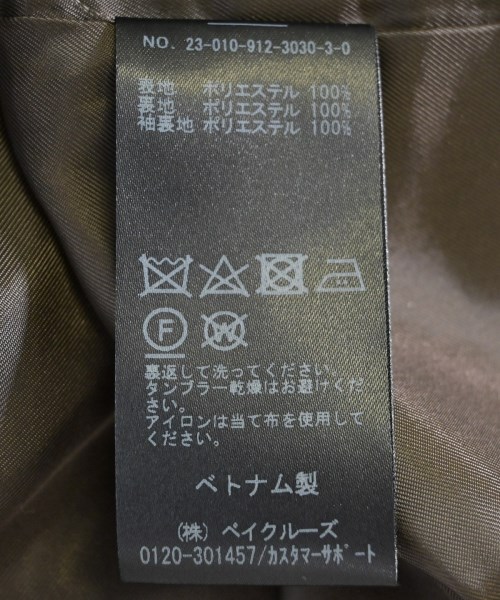 NO. 23-010-912-3030-3-0
表地 ポリエステル 100%
裏地 ポリエステル 100%
袖裏地 ポリエステル 100%
F W
裏返して洗ってください。
タンブラー乾燥はお避けくだ
さい。
アイロンは当て布を使用して
ください。
ベトナム製
(株) ベイクルーズ
0120-301457/カスタマーサポート